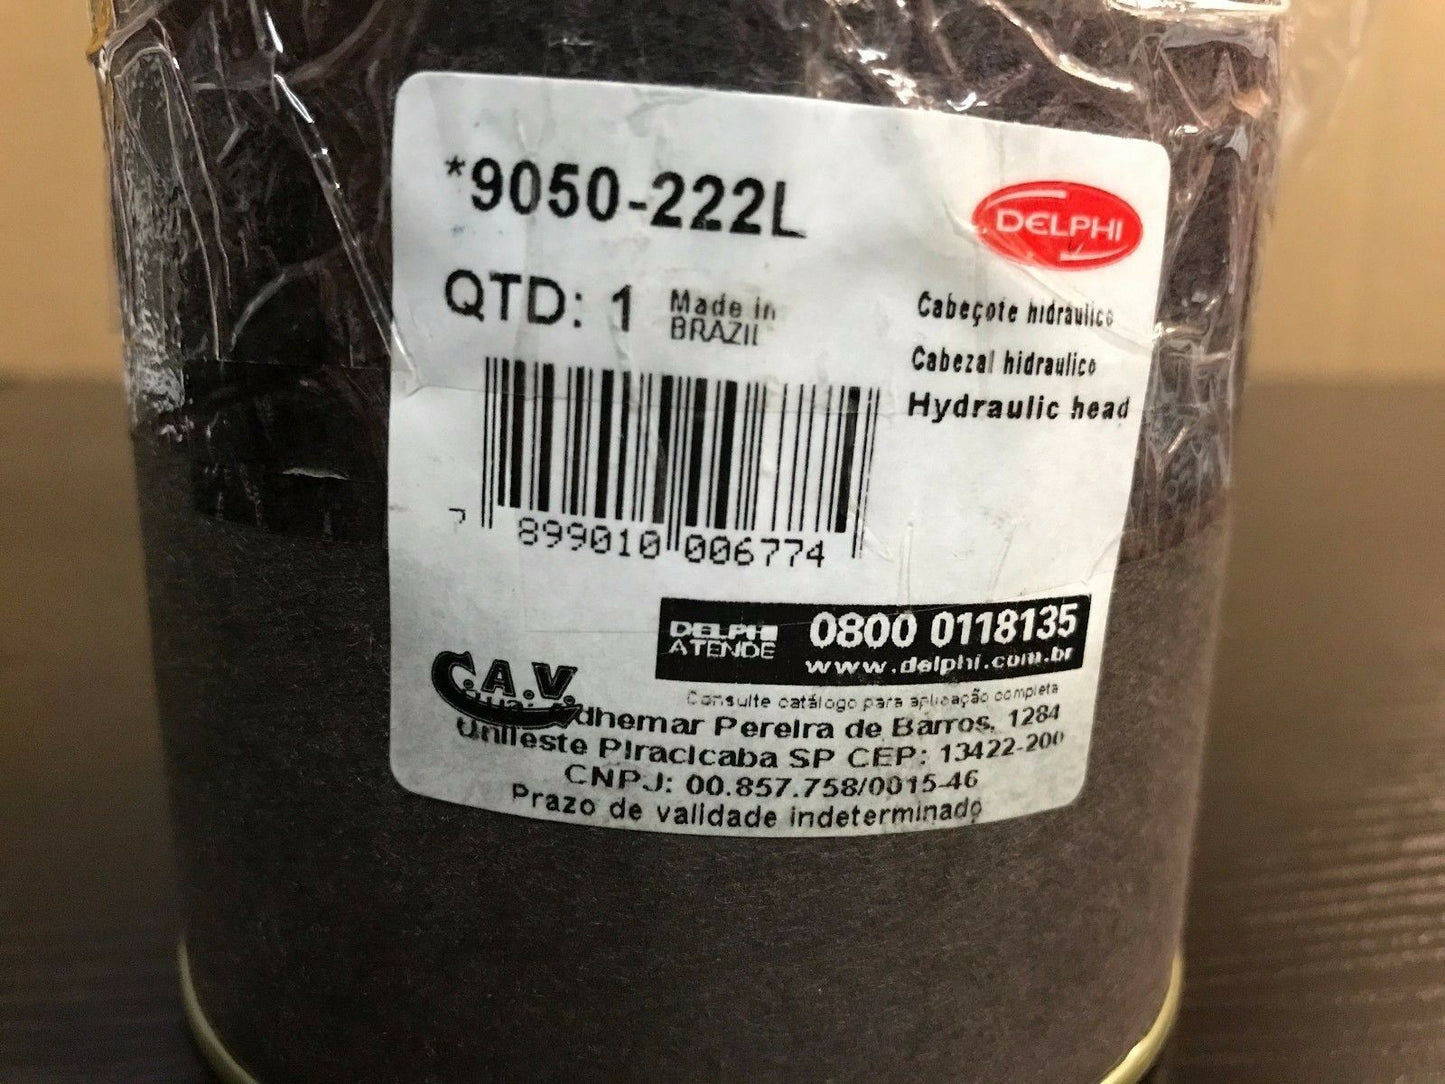 *9050-222L
DELPHI
QTD: 1
Made in
BRAZIL
Cabeçote hidraulico
Cabezal hidraulico
Hydraulic head
7 899010 006774
DELPHI
ATENDE
0800 0118135
www.delphi.com.br
C.A.V.
Consulte catálogo para aplicação completa
Adhemar Pereira de Barros, 1284
Unileste Piracicaba SP CEP: 13422-200
CNPJ: 00.857.758/0015-46
Prazo de validade indeterminado